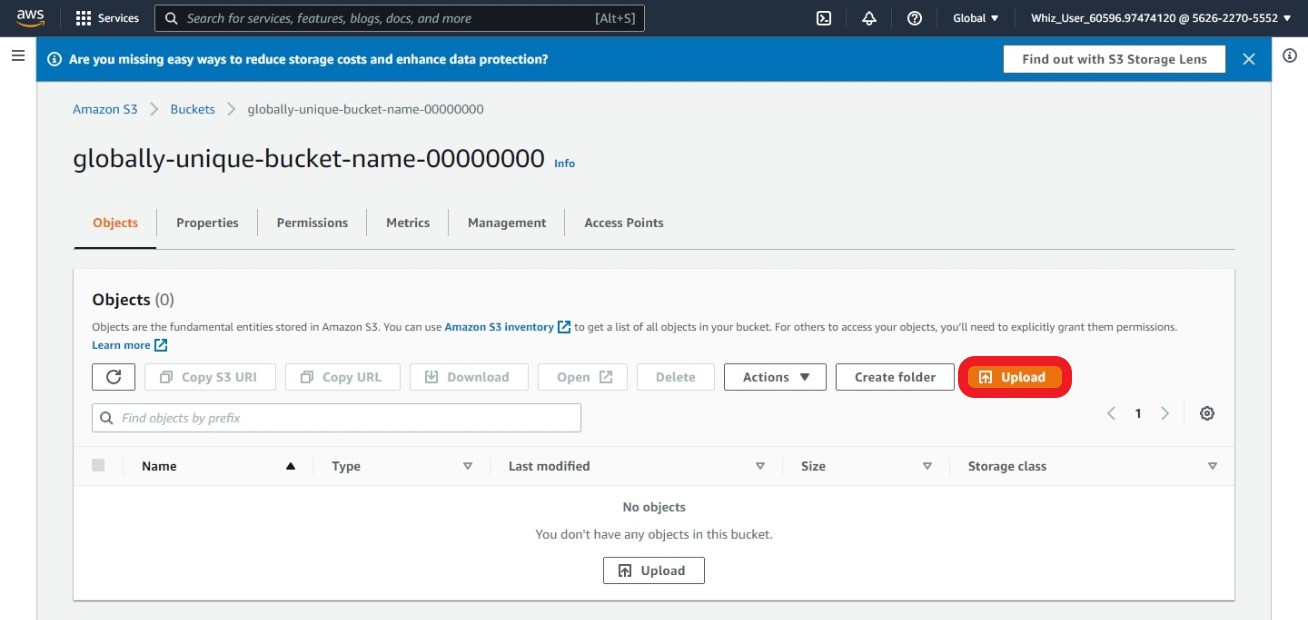 aws Services Search for services, features, blogs, docs, and more [Alt+S] Global Whiz_User_60596.97474120 @ 5626-2270-5552
Are you missing easy ways to reduce storage costs and enhance data protection? Find out with S3 Storage Lens
Amazon S3 Buckets globally-unique-bucket-name-00000000
globally-unique-bucket-name-00000000 Info
Objects Properties Permissions Metrics Management Access Points
Objects (0)
Objects are the fundamental entities stored in Amazon S3. You can use Amazon S3 inventory to get a list of all objects in your bucket. For others to access your objects, you'll need to explicitly grant them permissions.
Learn more
Copy S3 URI Copy URL Download Open Delete Actions Create folder Upload
Find objects by prefix 1
Name Type Last modified Size Storage class
No objects
You don't have any objects in this bucket.
Upload